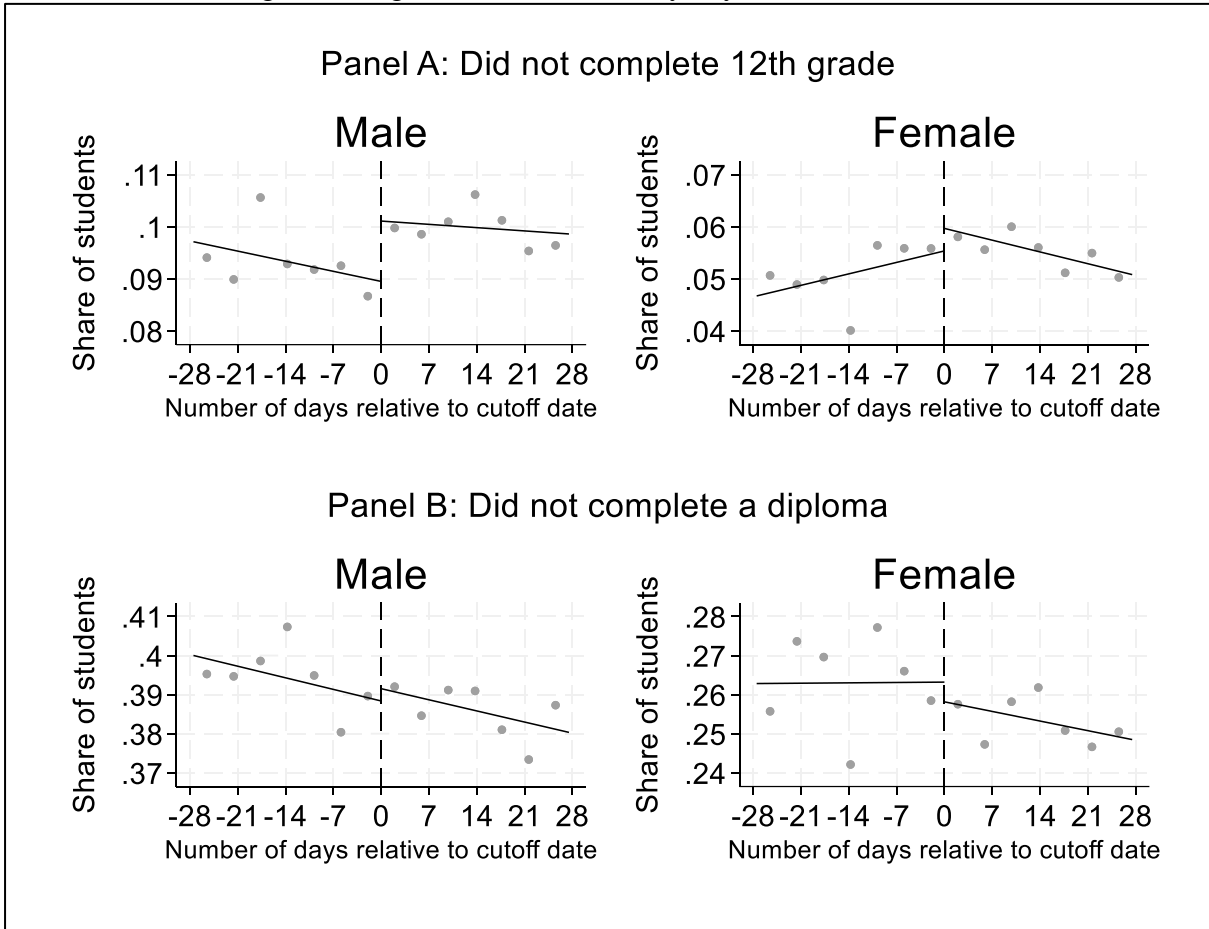 Panel A: Did not complete 12th grade
Male
Share of students
.11
.1
.09
.08
-28 -21 -14 -7 0 7 14 21 28
Number of days relative to cutoff date
Female
Share of students
.07
.06
.05
.04
-28 -21 -14 -7 0 7 14 21 28
Number of days relative to cutoff date
Panel B: Did not complete a diploma
Male
Share of students
.41
.4
.39
.38
.37
-28 -21 -14 -7 0 7 14 21 28
Number of days relative to cutoff date
Female
Share of students
.28
.27
.26
.25
.24
-28 -21 -14 -7 0 7 14 21 28
Number of days relative to cutoff date